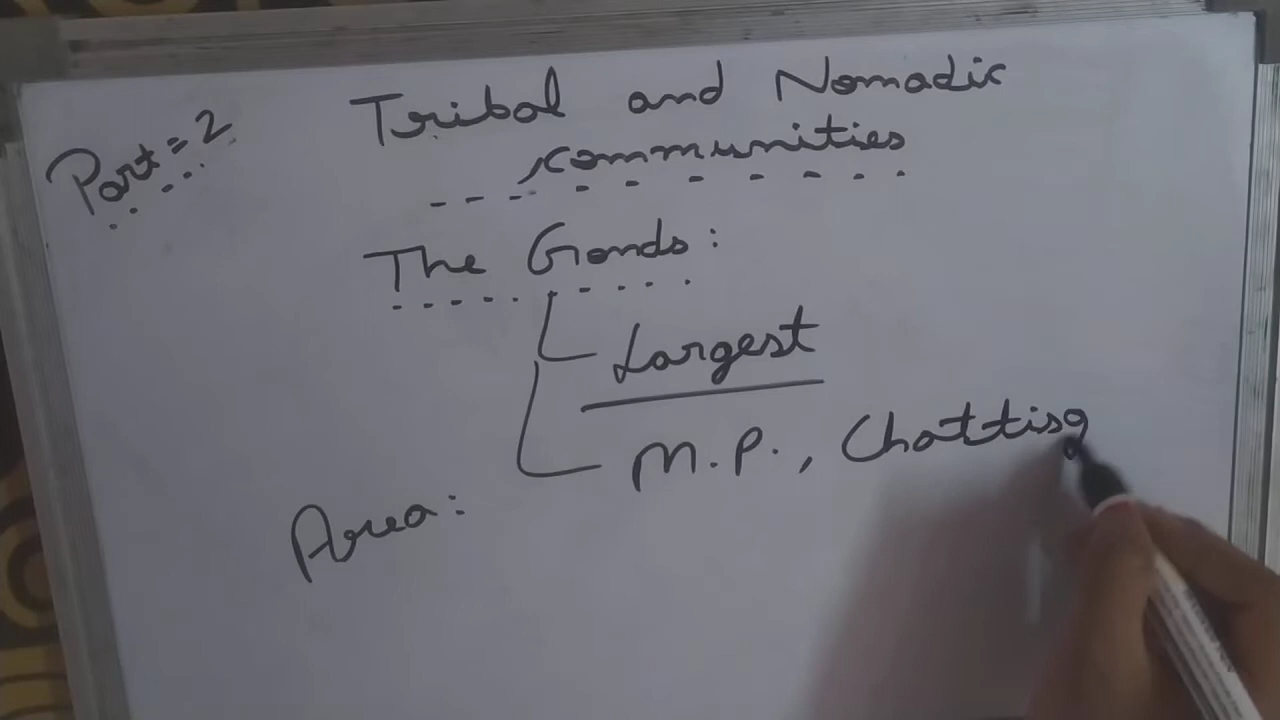 Part = 2
Tribal and Nomadic
communities
The Gonds:
Largest
M.P., Chattisg
Area: